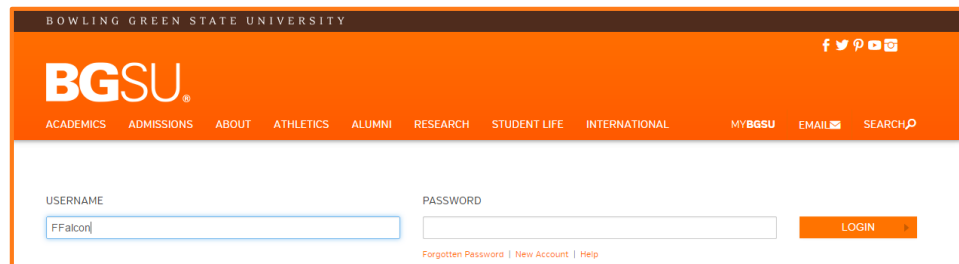 BOWLING GREEN STATE UNIVERSITY
BGSU®
ACADEMICS ADMISSIONS ABOUT ATHLETICS ALUMNI RESEARCH STUDENT LIFE INTERNATIONAL MYBGSU EMAIL SEARCH
USERNAME PASSWORD
FFalcon LOGIN
Forgotten Password | New Account | Help